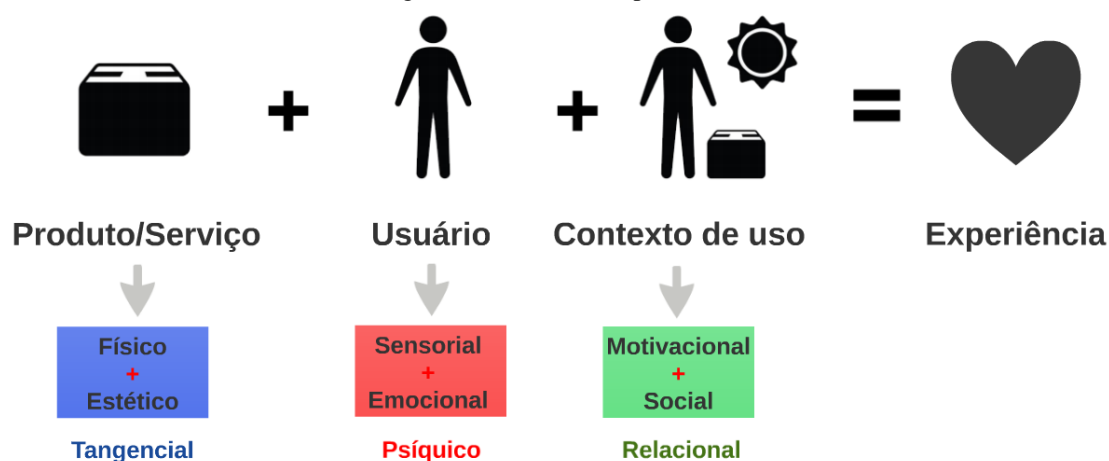 Produto/Serviço
Usuário
Contexto de uso
Experiência
Físico
+
Estético
Sensorial
+
Emocional
Motivacional
+
Social
Tangencial
Psíquico
Relacional